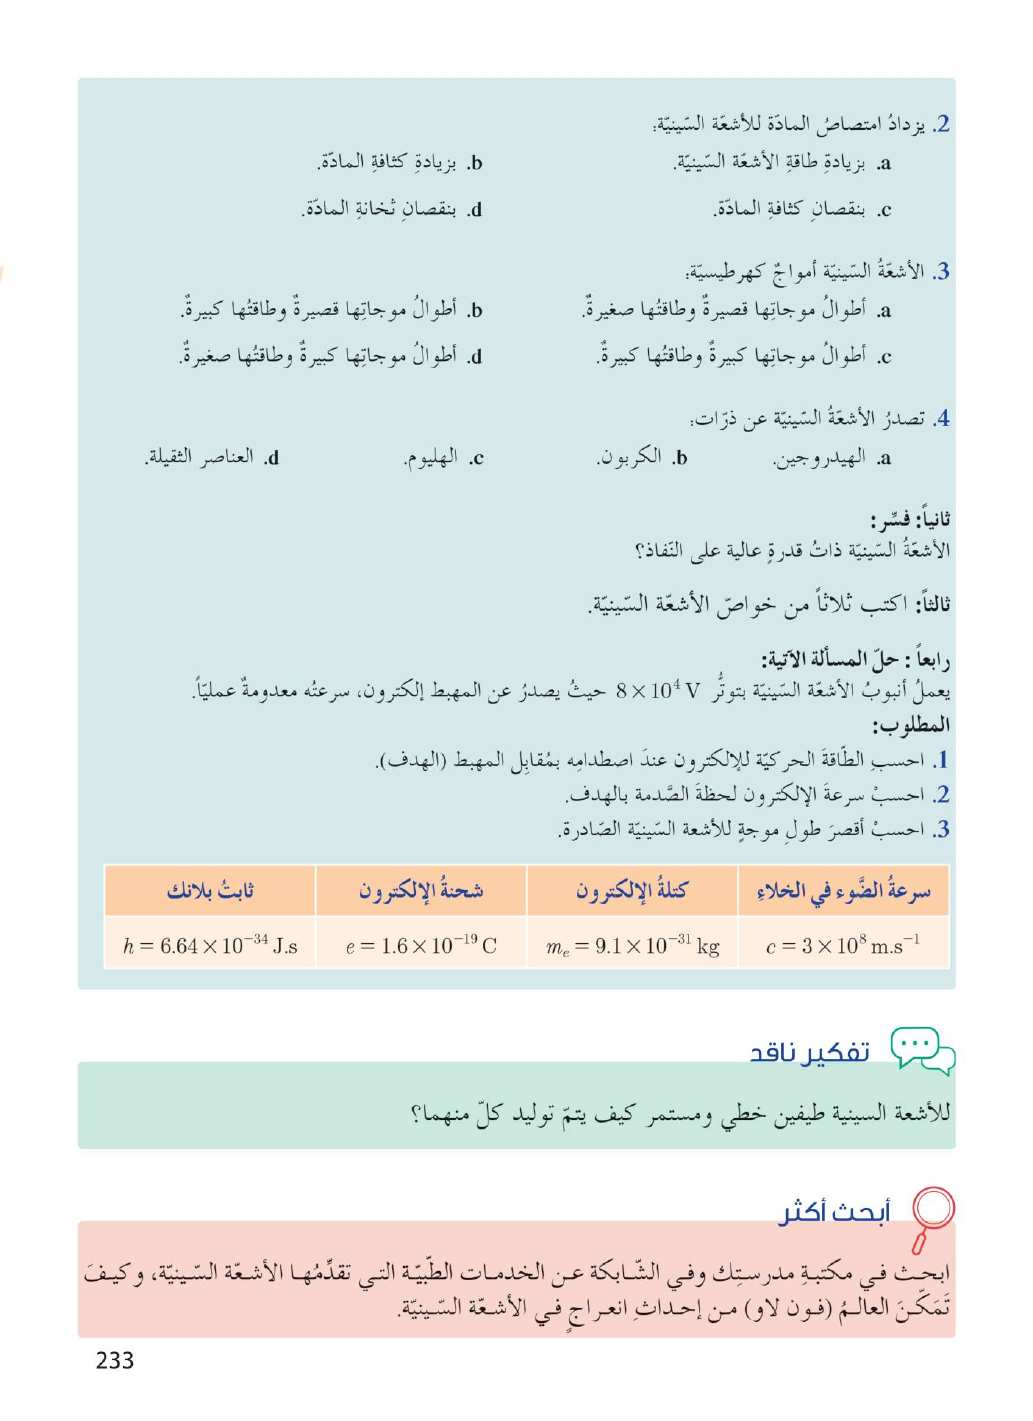 2. يزدادُ امتصاصُ المادّة للأشعّة السّينيّة:
a. بزيادةِ طاقةِ الأشعّة السّينيّة. b. بزيادةِ كثافةِ المادّة.
c. بنقصانِ كثافةِ المادّة. d. بنقصانِ ثخانةِ المادّة.
3. الأشعّةُ السّينيّة أمواجٌ كهرطيسيّة:
a. أطوالُ موجاتِها قصيرةٌ وطاقتُها صغيرةٌ. b. أطوالُ موجاتِها قصيرةٌ وطاقتُها كبيرةٌ.
c. أطوالُ موجاتِها كبيرةٌ وطاقتُها كبيرةٌ. d. أطوالُ موجاتِها كبيرةٌ وطاقتُها صغيرةٌ.
4. تصدرُ الأشعّةُ السّينيّة عن ذرّات:
a. الهيدروجين. b. الكربون. c. الهليوم. d. العناصر الثقيلة.
ثانياً: فسِّر:
الأشعّةُ السّينيّة ذاتُ قدرةٍ عالية على النّفاذ؟
ثالثاً: اكتب ثلاثاً من خواصّ الأشعّة السّينيّة.
رابعاً : حلّ المسألة الآتية:
يعملُ أنبوبُ الأشعّة السّينيّة بتوتُّرِ 8 × 10⁴ V حيثُ يصدرُ عن المهبط إلكترون، سرعتُه معدومةٌ عمليّاً.
المطلوب:
1. احسبِ الطّاقةَ الحركيّة للإلكترون عندَ اصطدامِه بمُقابِل المهبط (الهدف).
2. احسبْ سرعةَ الإلكترون لحظةَ الصَّدمة بالهدف.
3. احسبْ أقصرَ طولِ موجةٍ للأشعة السّينيّة الصّادرة.
سرعةُ الضَّوء في الخلاءِ كتلةُ الإلكترون شحنةُ الإلكترون ثابتُ بلانك
c = 3 × 10⁸ m.s⁻¹ mₑ = 9.1 × 10⁻³¹ kg e = 1.6 × 10⁻¹⁹ C h = 6.64 × 10⁻³⁴ J.s
تفكير ناقد
للأشعة السينية طيفين خطي ومستمر كيف يتمّ توليد كلّ منهما؟
أبحث أكثر
ابحث في مكتبةِ مدرستِك وفي الشّابكة عن الخدمات الطّبيّة التي تقدِّمُها الأشعّة السّينيّة، وكيفَ
تَمَكّنَ العالمُ (فون لاو) من إحداثِ انعراجٍ في الأشعّة السّينيّة.
233